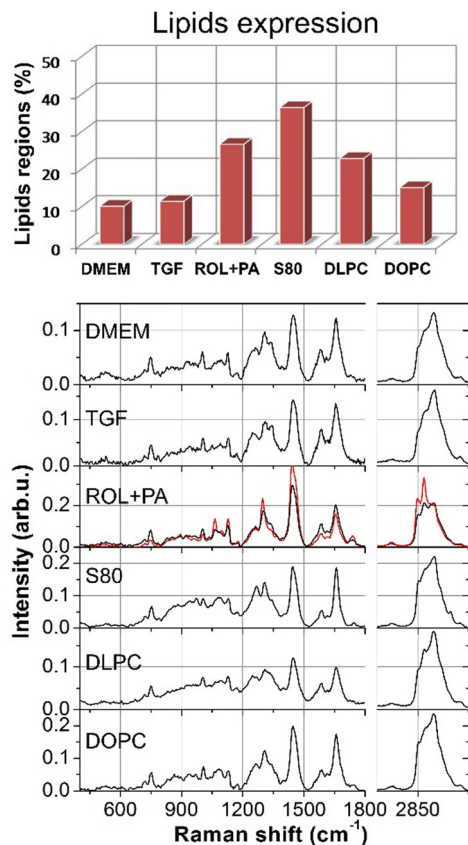 Lipids expression
Lipids regions (%)
50
40
30
20
10
0
DMEM TGF ROL+PA S80 DLPC DOPC
Intensity (arb.u.)
DMEM
0.1
0.0
TGF
0.1
0.0
ROL+PA
0.2
0.0
S80
0.2
0.1
0.0
DLPC
0.1
0.0
DOPC
0.2
0.1
0.0
600 900 1200 1500 1800 2850
Raman shift (cm⁻¹)